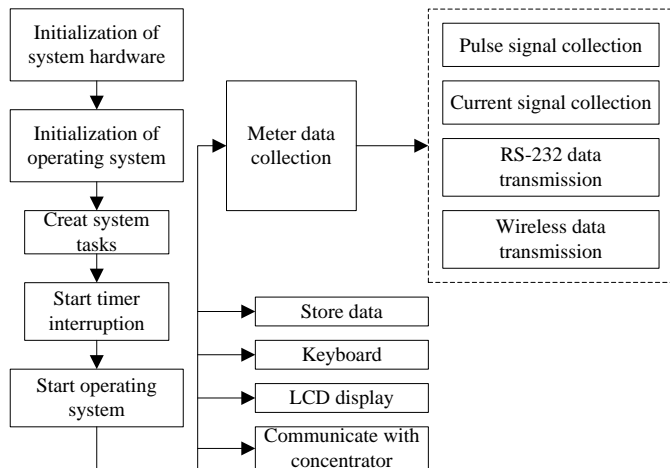 Initialization of
system hardware
Initialization of
operating system
Creat system
tasks
Start timer
interruption
Start operating
system
Meter data
collection
Pulse signal collection
Current signal collection
RS-232 data
transmission
Wireless data
transmission
Store data
Keyboard
LCD display
Communicate with
concentrator